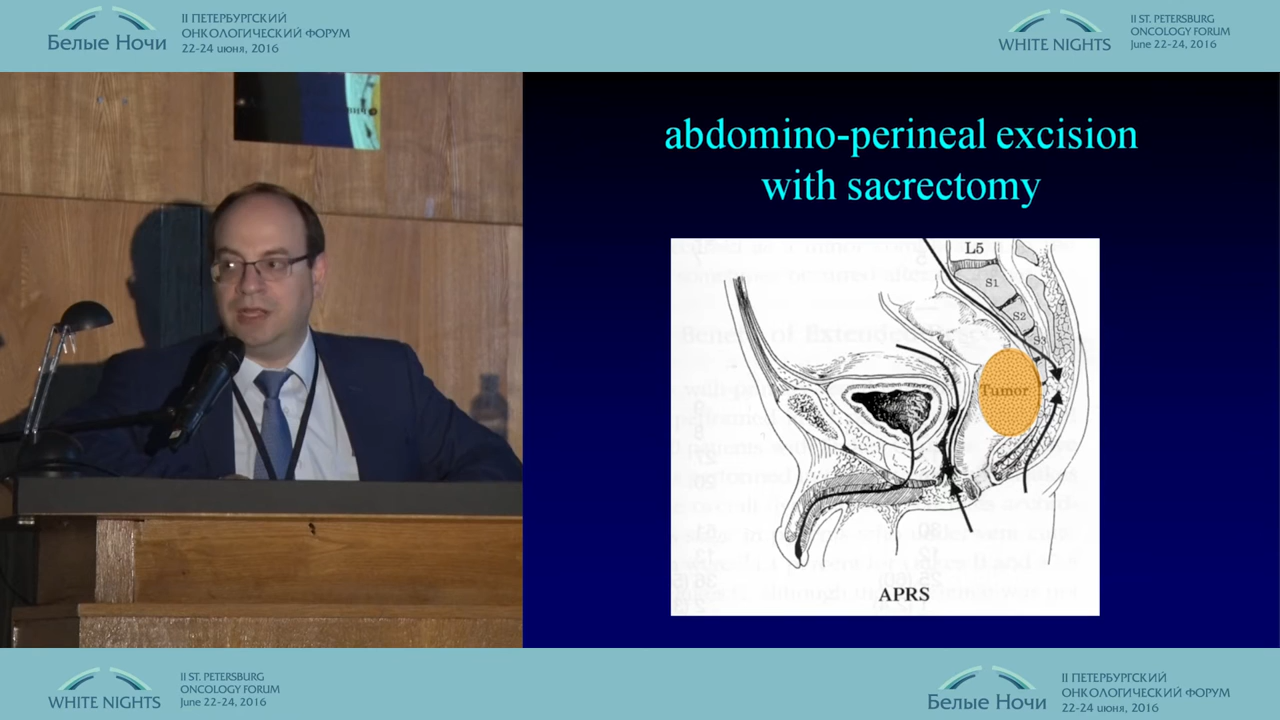 Белые Ночи
II ПЕТЕРБУРГСКИЙ
ОНКОЛОГИЧЕСКИЙ ФОРУМ
22-24 июня, 2016
WHITE NIGHTS
II ST. PETERSBURG
ONCOLOGY FORUM
June 22-24, 2016
abdomino-perineal excision
with sacrectomy
L5
S1
S2
S3
Tumor
APRS
WHITE NIGHTS
II ST. PETERSBURG
ONCOLOGY FORUM
June 22-24, 2016
Белые Ночи
II ПЕТЕРБУРГСКИЙ
ОНКОЛОГИЧЕСКИЙ ФОРУМ
22-24 июня, 2016